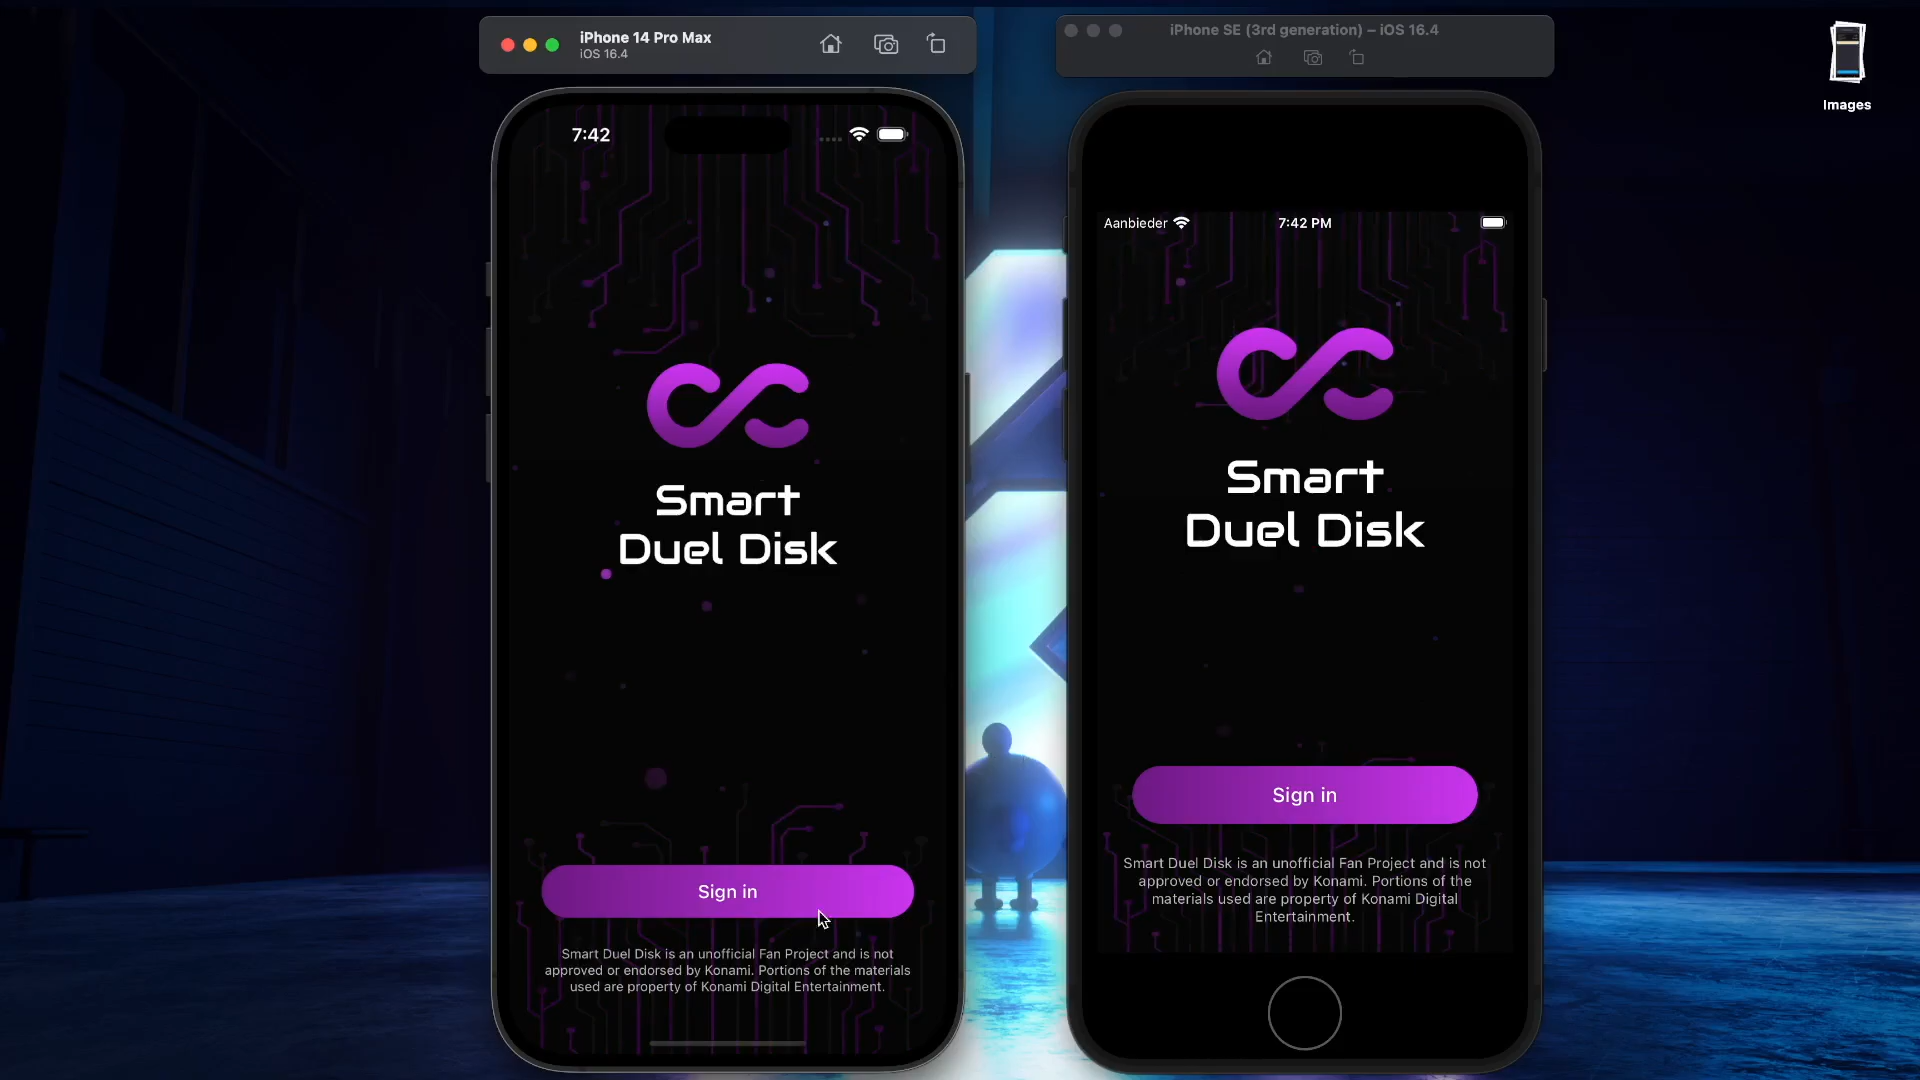 iPhone 14 Pro Max
iOS 16.4
7:42
Smart
Duel Disk
Sign in
Smart Duel Disk is an unofficial Fan Project and is not
approved or endorsed by Konami. Portions of the materials
used are property of Konami Digital Entertainment.
iPhone SE (3rd generation) – iOS 16.4
Aanbieder
7:42 PM
Smart
Duel Disk
Sign in
Smart Duel Disk is an unofficial Fan Project and is not
approved or endorsed by Konami. Portions of the
materials used are property of Konami Digital
Entertainment.
Images